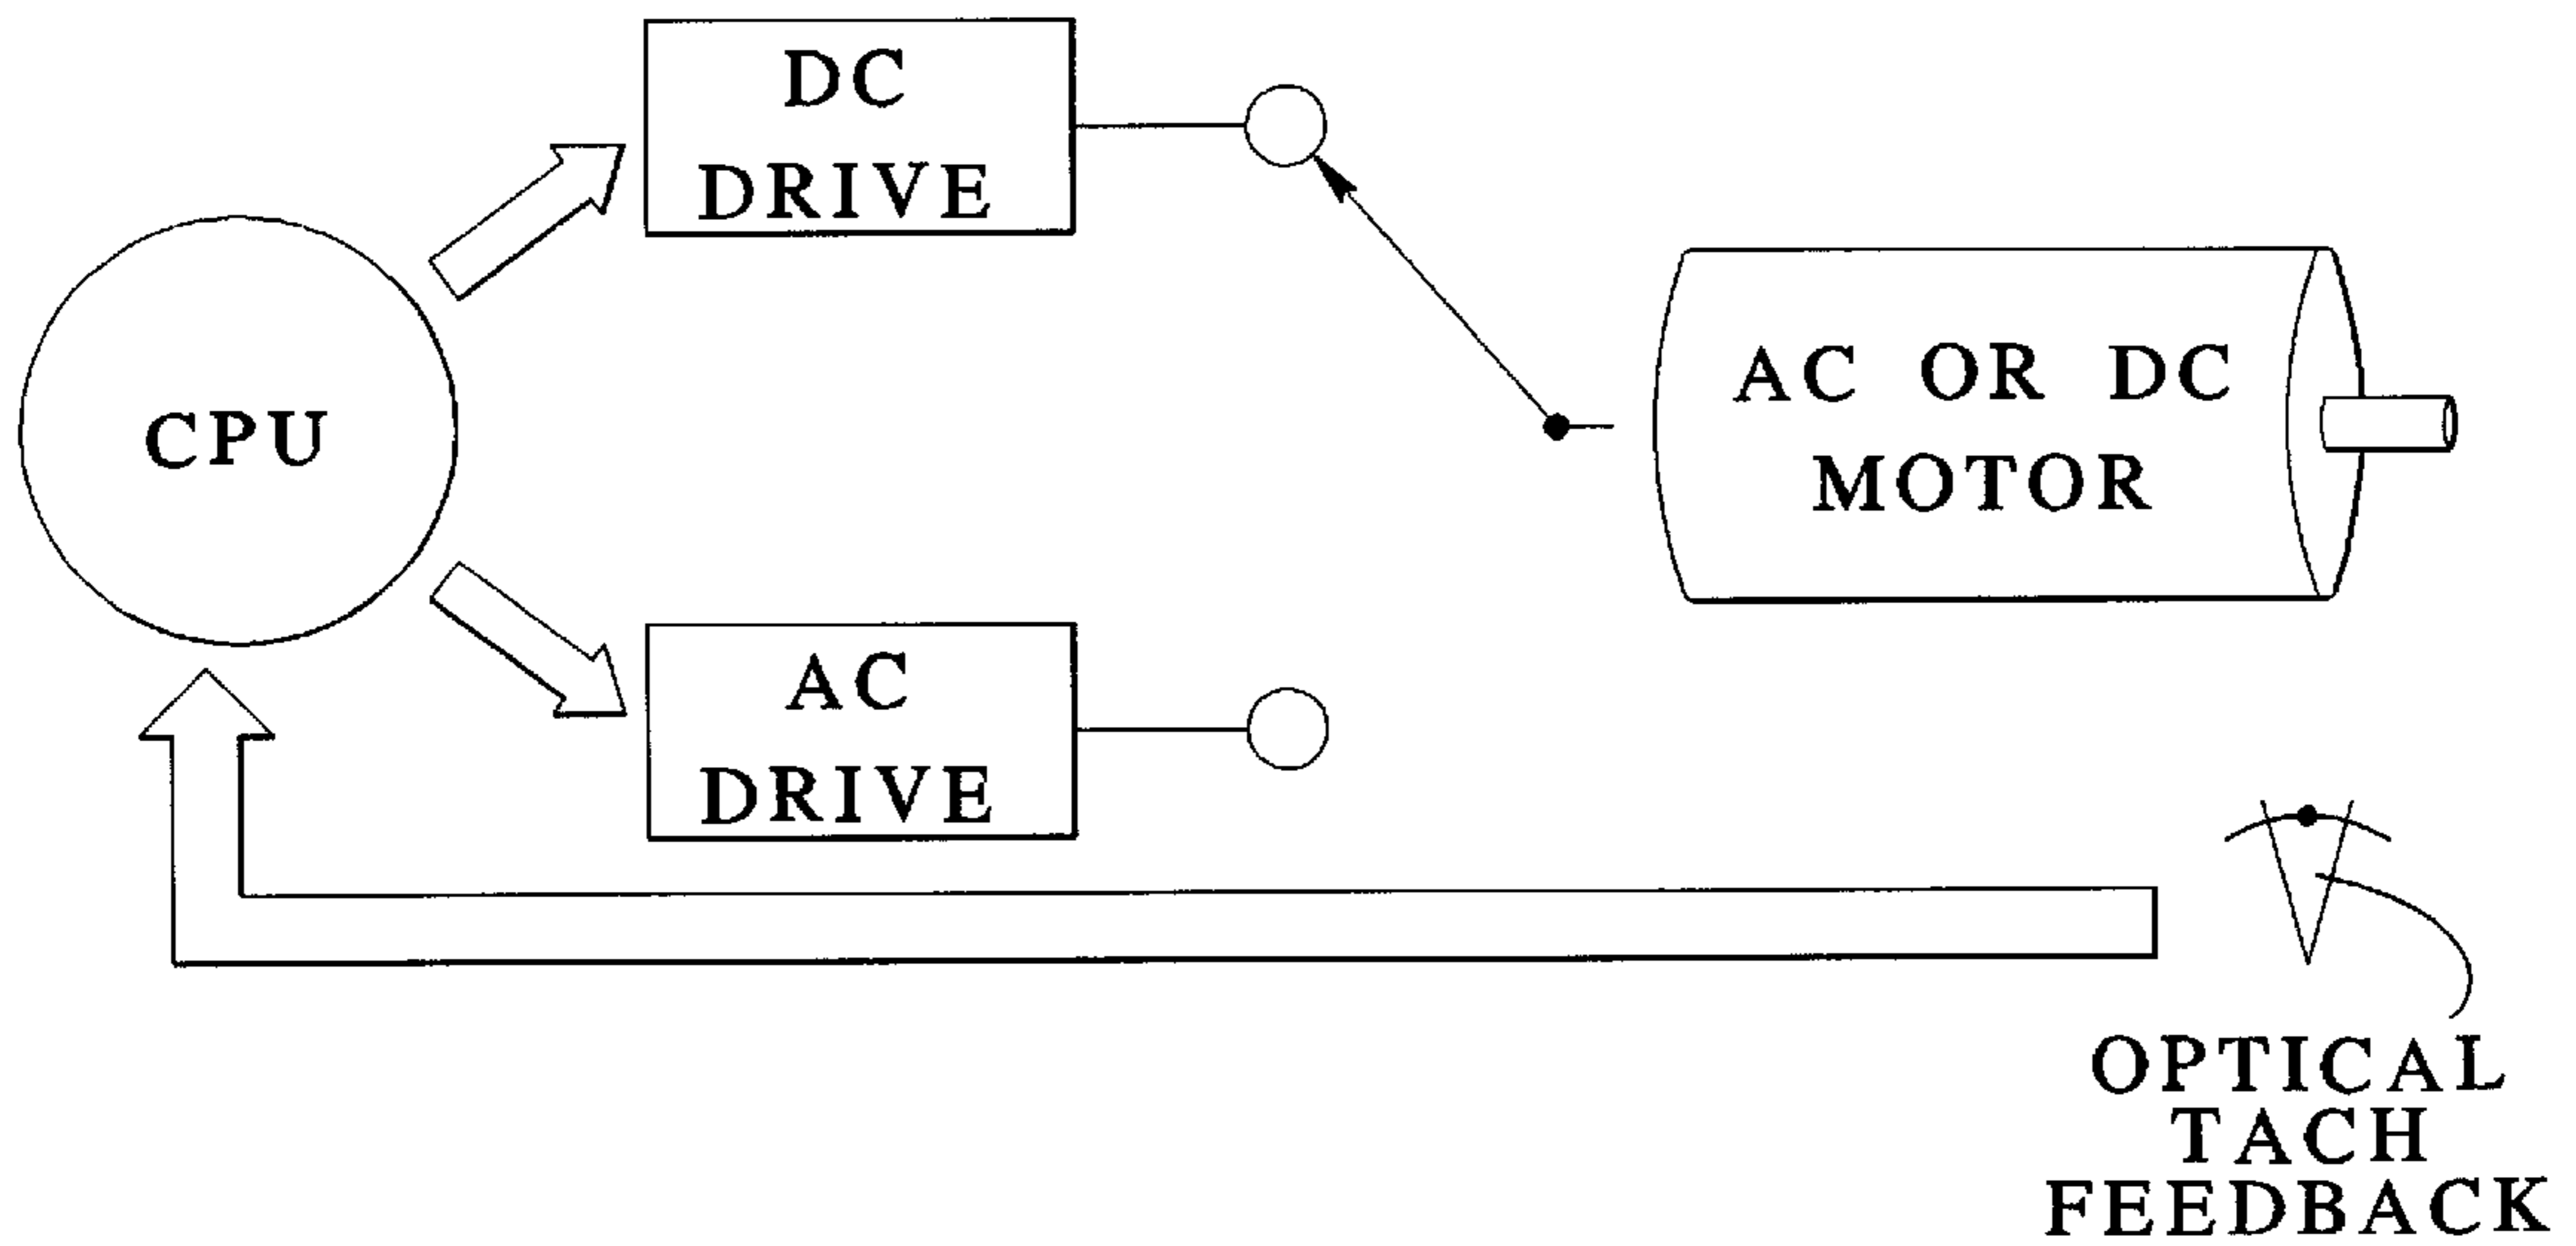 DC
DRIVE
CPU
AC OR DC
MOTOR
AC
DRIVE
OPTICAL
TACH
FEEDBACK